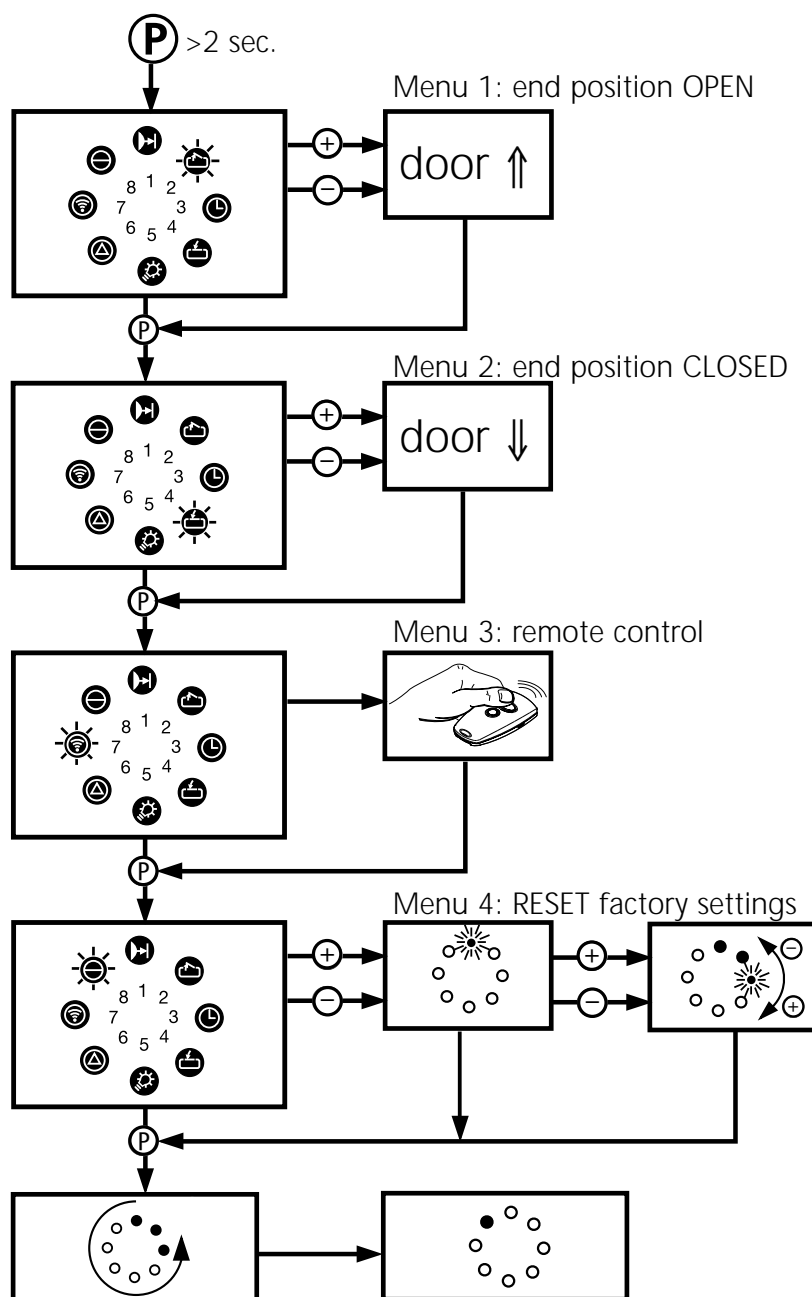 P >2 sec.
Menu 1: end position OPEN
8 1 2
7 3
6 5 4
+
−
door ⇑
P
Menu 2: end position CLOSED
8 1 2
7 3
6 5 4
+
−
door ⇓
P
Menu 3: remote control
8 1 2
7 3
6 5 4
P
Menu 4: RESET factory settings
8 1 2
7 3
6 5 4
+
−
+
−
−
+
P